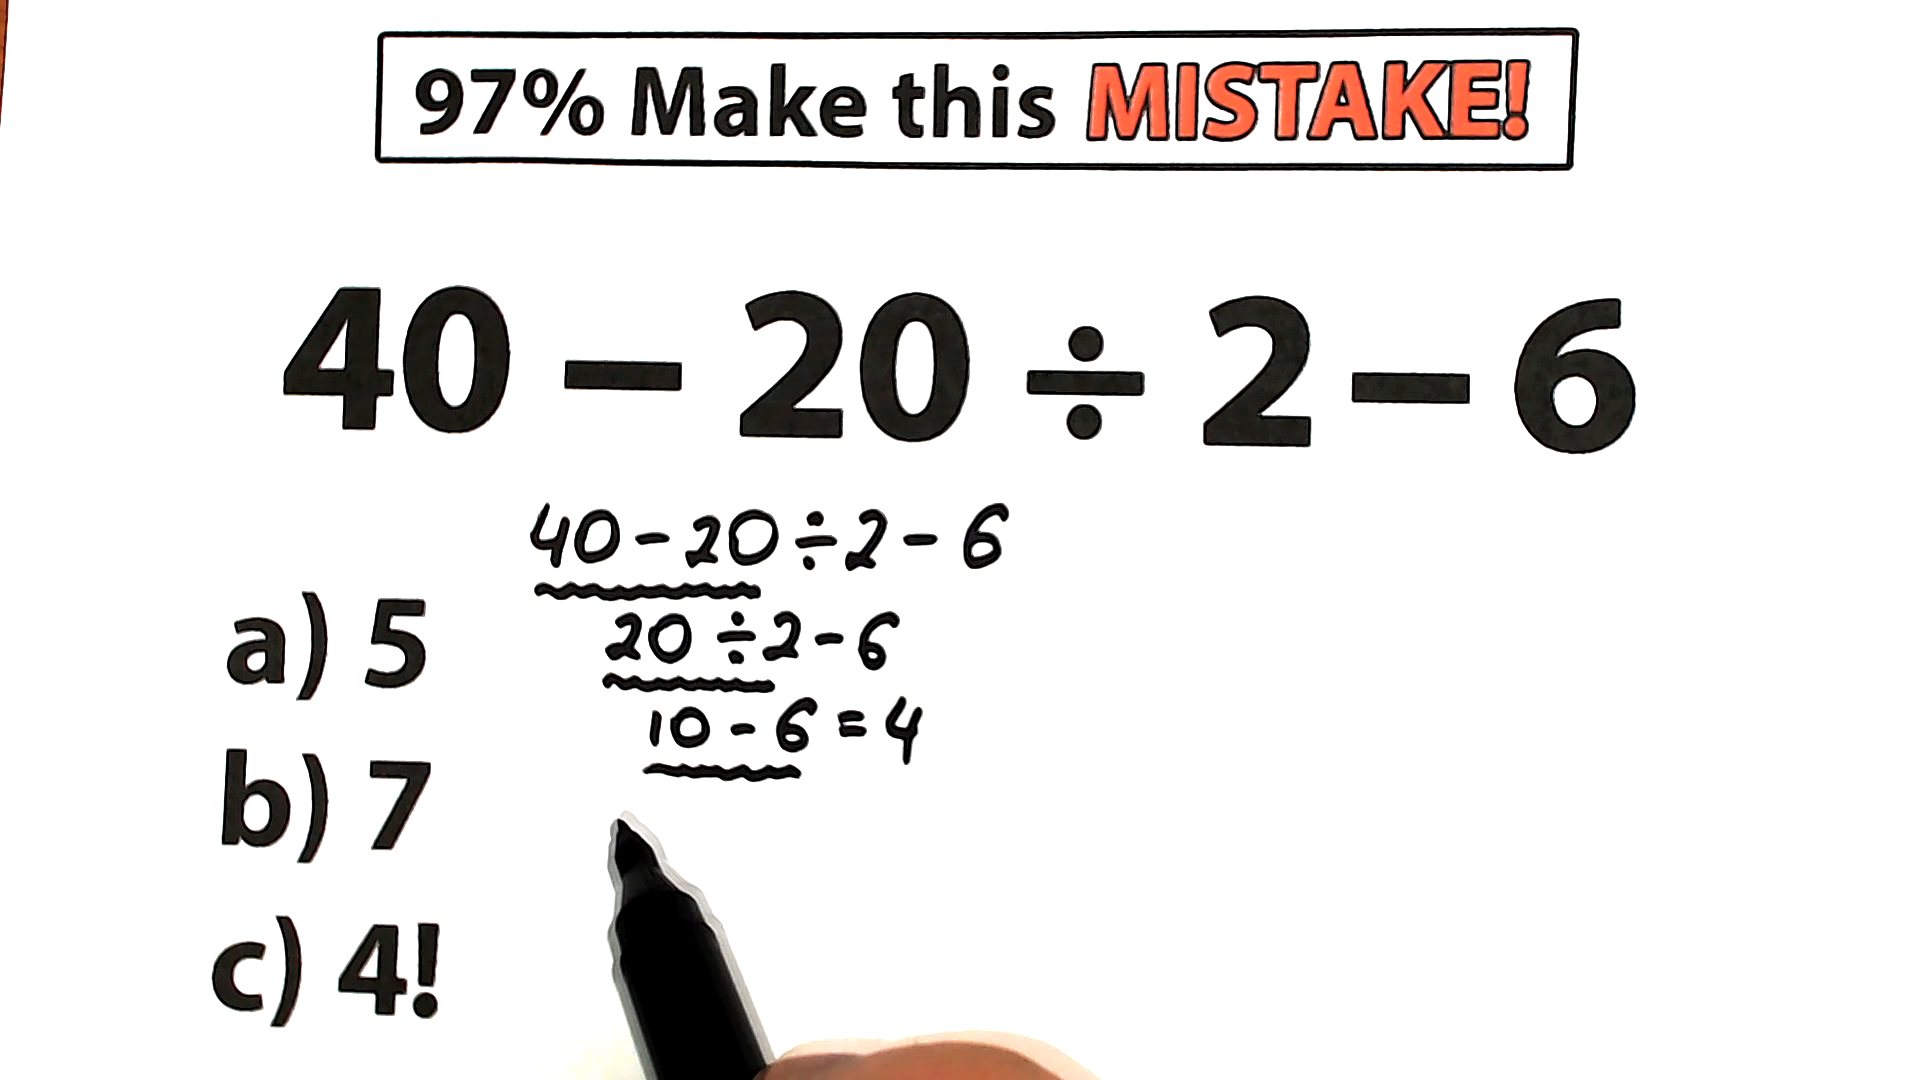 97% Make this MISTAKE!
40 – 20 ÷ 2 – 6
40 - 20 ÷ 2 - 6
a) 5
20 ÷ 2 - 6
10 - 6 = 4
b) 7
c) 4!